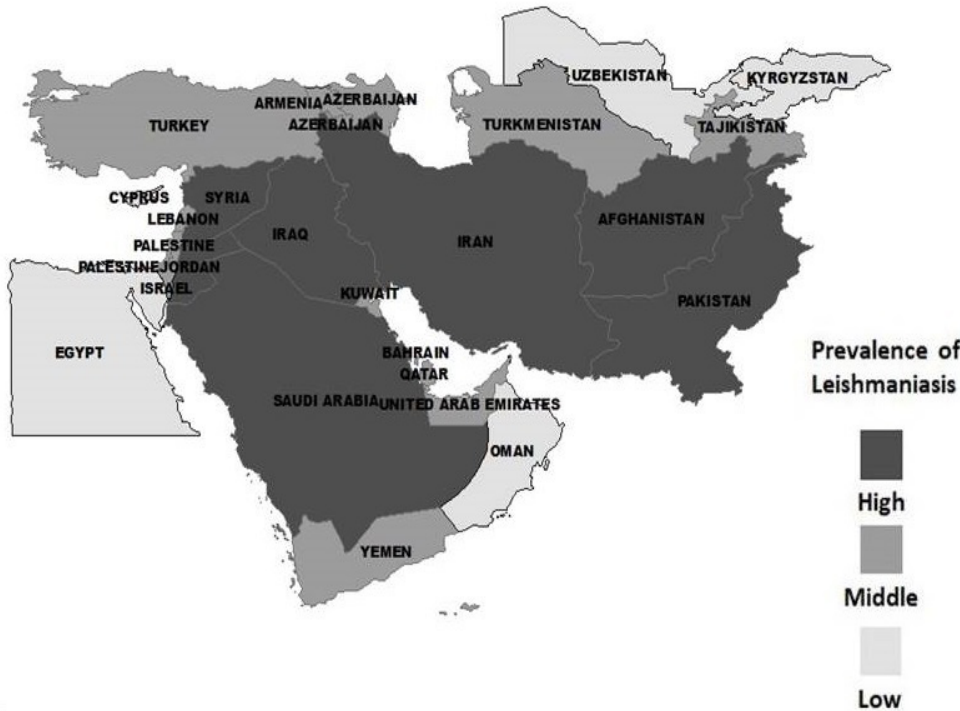 UZBEKISTAN
KYRGYZSTAN
ARMENIA
AZERBAIJAN
TURKEY
AZERBAIJAN
TURKMENISTAN
TAJIKISTAN
CYPRUS
SYRIA
LEBANON
AFGHANISTAN
IRAQ
IRAN
PALESTINE
PALESTINE
JORDAN
ISRAEL
KUWAIT
PAKISTAN
EGYPT
BAHRAIN
QATAR
SAUDI ARABIA
UNITED ARAB EMIRATES
OMAN
YEMEN
Prevalence of
Leishmaniasis
High
Middle
Low